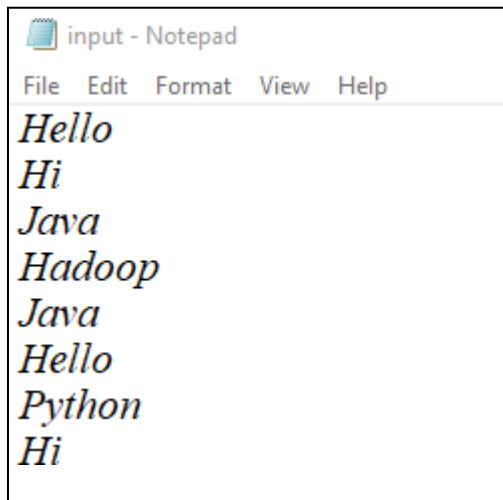 input - Notepad
File Edit Format View Help
Hello
Hi
Java
Hadoop
Java
Hello
Python
Hi